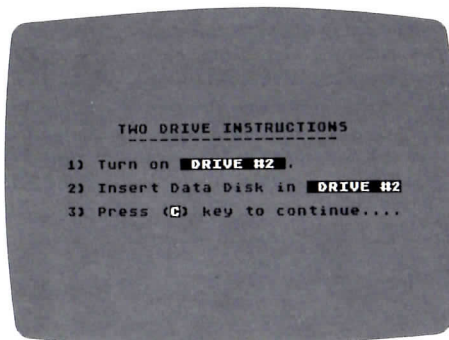 TWO DRIVE INSTRUCTIONS
1) Turn on DRIVE #2.
2) Insert Data Disk in DRIVE #2
3) Press (C) key to continue....